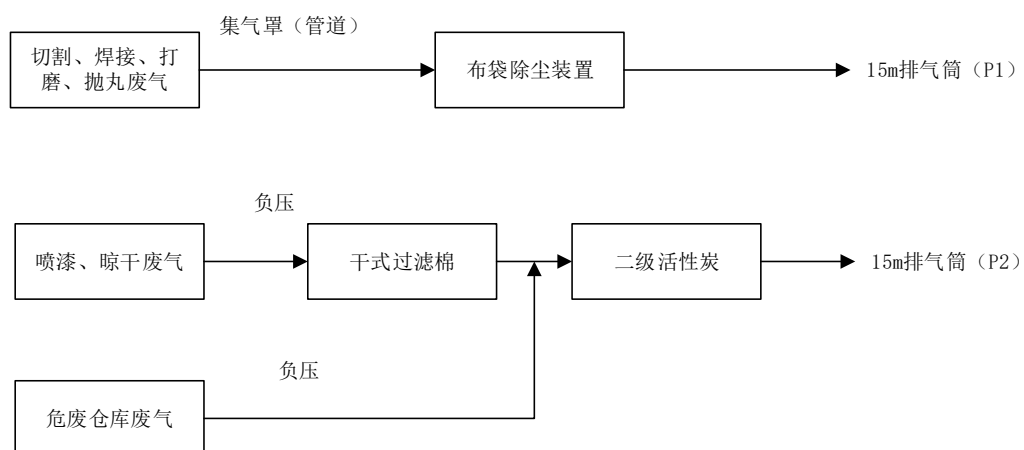 集气罩（管道）
切割、焊接、打
磨、抛丸废气
布袋除尘装置
15m排气筒（P1）
负压
喷漆、晾干废气
干式过滤棉
二级活性炭
15m排气筒（P2）
负压
危废仓库废气